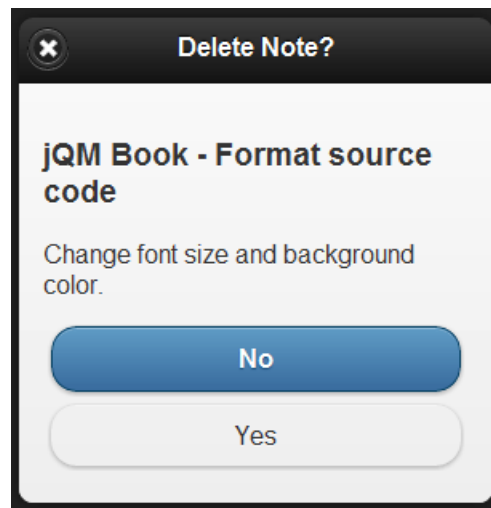 Delete Note?
jQM Book - Format source
code
Change font size and background
color.
No
Yes